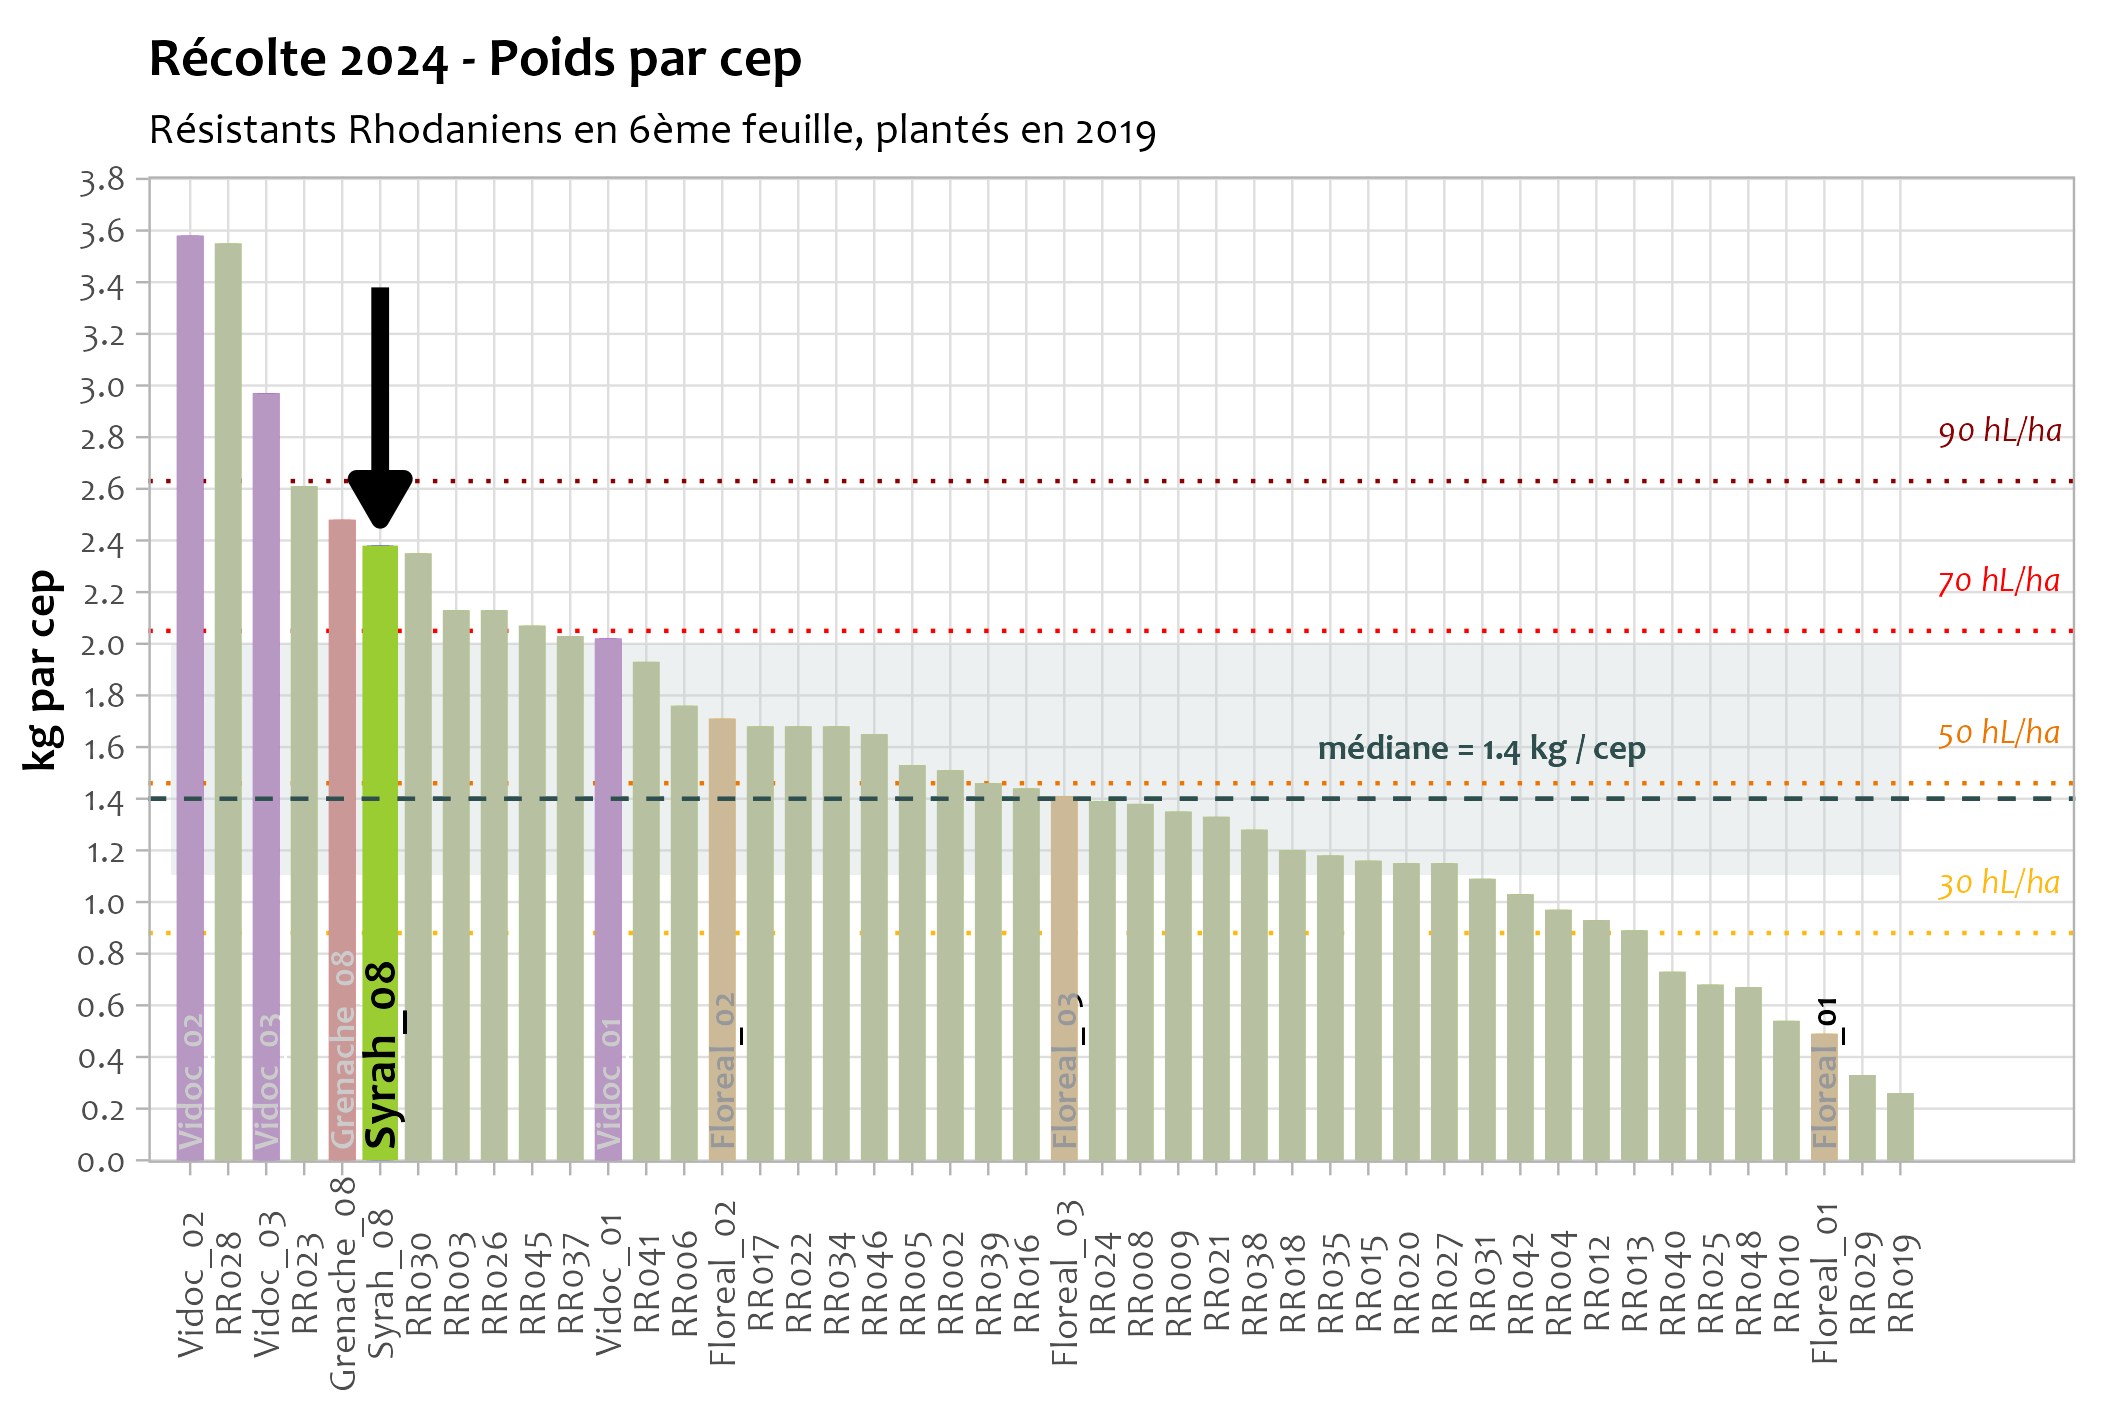 Récolte 2024 - Poids par cep
Résistants Rhodaniens en 6ème feuille, plantés en 2019
kg par cep
3.8
3.6
3.4
3.2
3.0
2.8
2.6
2.4
2.2
2.0
1.8
1.6
1.4
1.2
1.0
0.8
0.6
0.4
0.2
0.0
90 hL/ha
70 hL/ha
50 hL/ha
30 hL/ha
médiane = 1.4 kg / cep
Vidoc_02
Vidoc_03
Grenache_08
Syrah_08
Vidoc_01
Floreal_02
Floreal_03
Floreal_01
Vidoc_02
RR028
Vidoc_03
RR023
Grenache_08
Syrah_08
RR030
RR003
RR026
RR045
RR037
Vidoc_01
RR041
RR006
Floreal_02
RR017
RR022
RR034
RR046
RR005
RR002
RR039
RR016
Floreal_03
RR024
RR008
RR009
RR021
RR038
RR018
RR035
RR015
RR020
RR027
RR031
RR042
RR004
RR012
RR013
RR040
RR025
RR048
RR010
Floreal_01
RR029
RR019